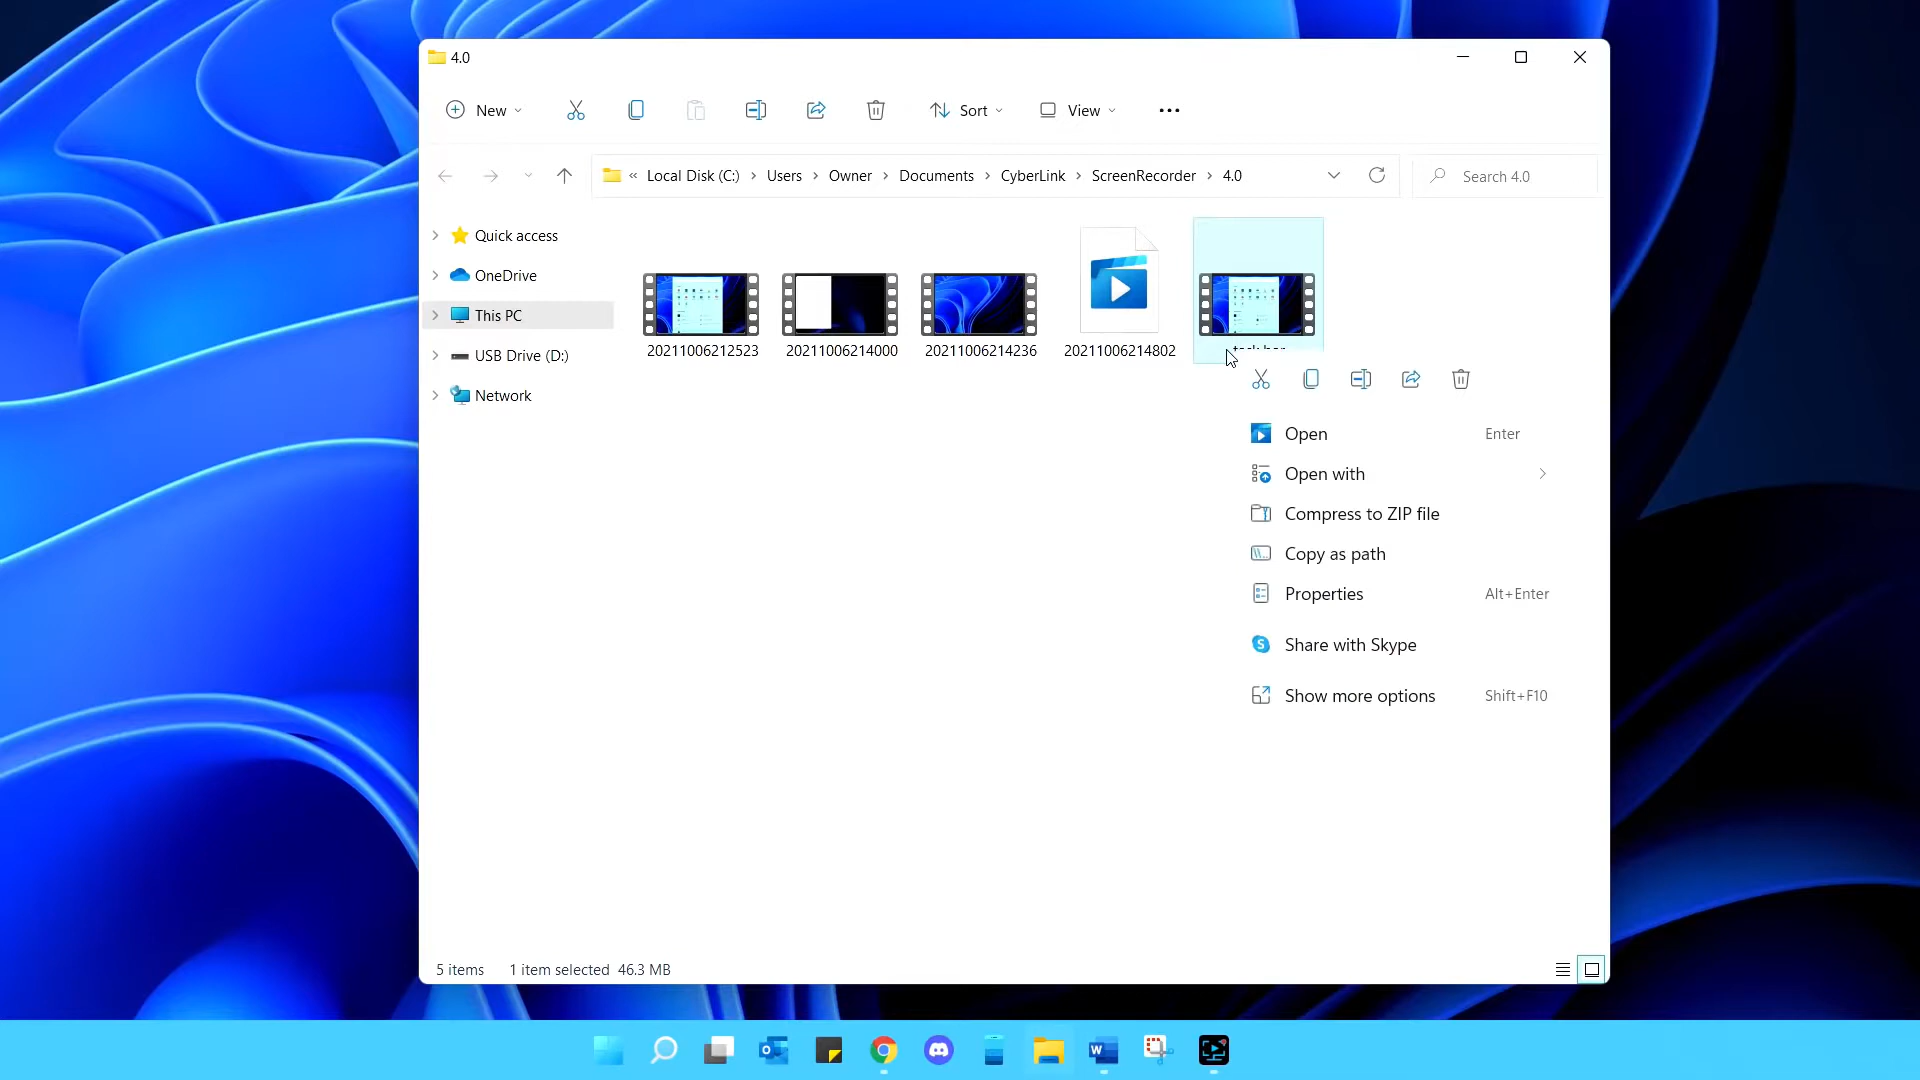 4.0
New
Sort
View
« Local Disk (C:) > Users > Owner > Documents > CyberLink > ScreenRecorder > 4.0
Search 4.0
Quick access
OneDrive
This PC
USB Drive (D:)
Network
20211006212523
20211006214000
20211006214236
20211006214802
Open Enter
Open with
Compress to ZIP file
Copy as path
Properties Alt+Enter
Share with Skype
Show more options Shift+F10
5 items 1 item selected 46.3 MB